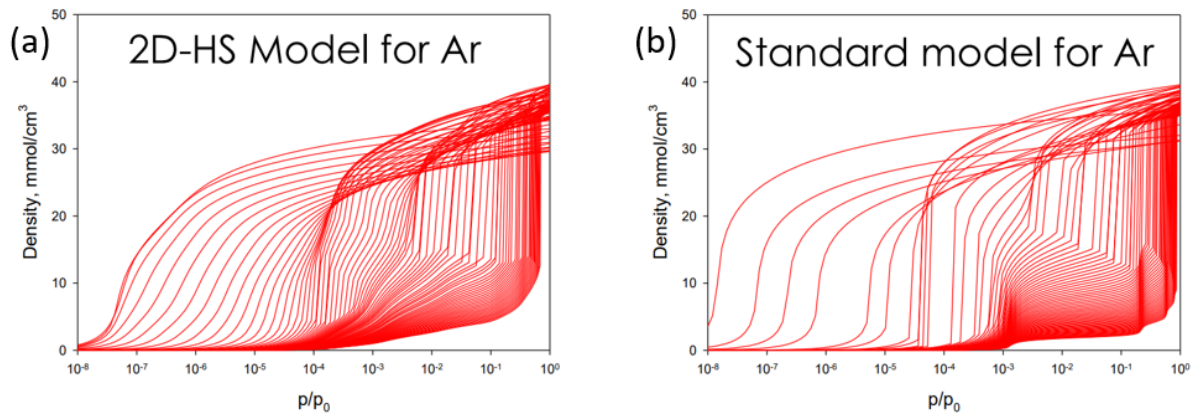 (a)
2D-HS Model for Ar
Density, mmol/cm³
50
40
30
20
10
0
10⁻⁸ 10⁻⁷ 10⁻⁶ 10⁻⁵ 10⁻⁴ 10⁻³ 10⁻² 10⁻¹ 10⁰
p/p₀
(b)
Standard model for Ar
Density, mmol/cm³
50
40
30
20
10
0
10⁻⁸ 10⁻⁷ 10⁻⁶ 10⁻⁵ 10⁻⁴ 10⁻³ 10⁻² 10⁻¹ 10⁰
p/p₀